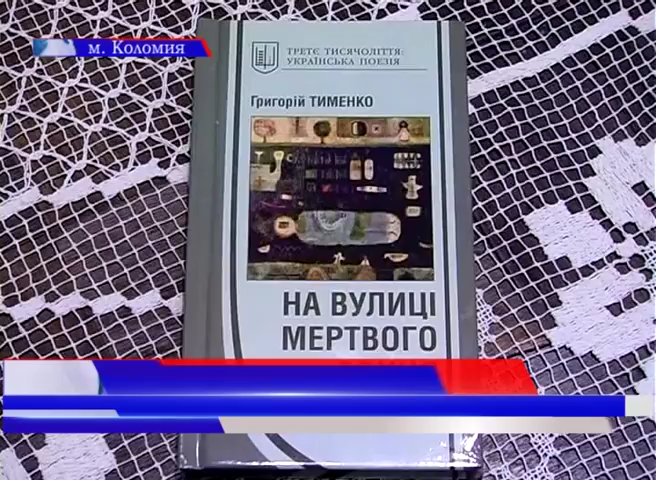 м. Коломия
ТРЕТЄ ТИСЯЧОЛІТТЯ:
УКРАЇНСЬКА ПОЕЗІЯ
Григорій ТИМЕНКО
НА ВУЛИЦІ
МЕРТВОГО